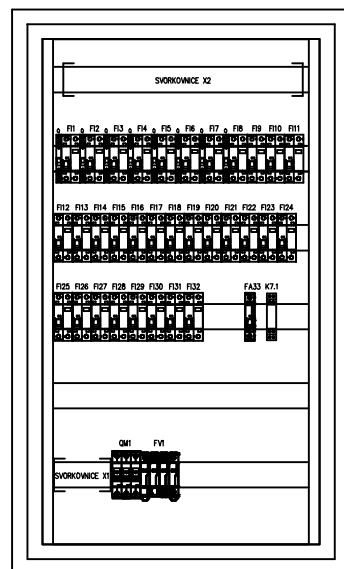 SVORKOVNICE X2
FI1 FI2 FI3 FI4 FI5 FI6 FI7 FI8 FI9 FI10 FI11
FI12 FI13 FI14 FI15 FI16 FI17 FI18 FI19 FI20 FI21 FI22 FI23 FI24
FI25 FI26 FI27 FI28 FI29 FI30 FI31 FI32 FA33 K7.1
QM1 FV1
SVORKOVNICE X1